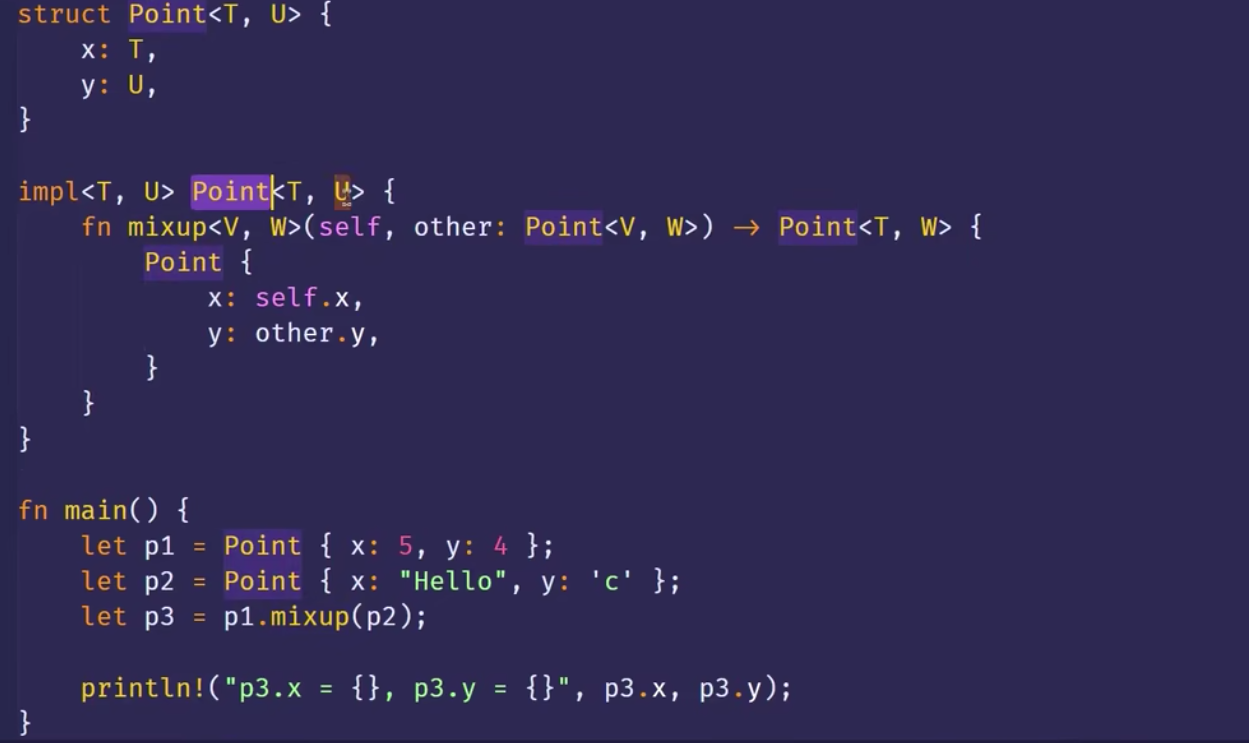 struct Point<T, U> {
    x: T,
    y: U,
}

impl<T, U> Point<T, U> {
    fn mixup<V, W>(self, other: Point<V, W>) → Point<T, W> {
        Point {
            x: self.x,
            y: other.y,
        }
    }
}

fn main() {
    let p1 = Point { x: 5, y: 4 };
    let p2 = Point { x: "Hello", y: 'c' };
    let p3 = p1.mixup(p2);

    println!("p3.x = {}, p3.y = {}", p3.x, p3.y);
}